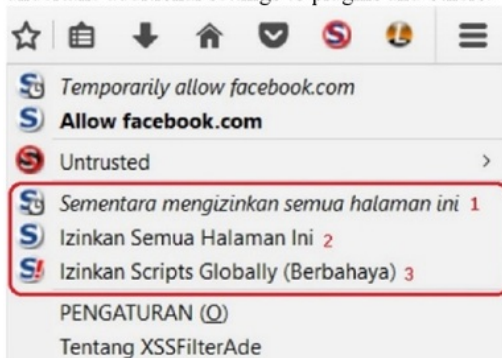 Temporarily allow facebook.com
Allow facebook.com
Untrusted
Sementara mengizinkan semua halaman ini 1
Izinkan Semua Halaman Ini 2
Izinkan Scripts Globally (Berbahaya) 3
PENGATURAN (O)
Tentang XSSFilterAde